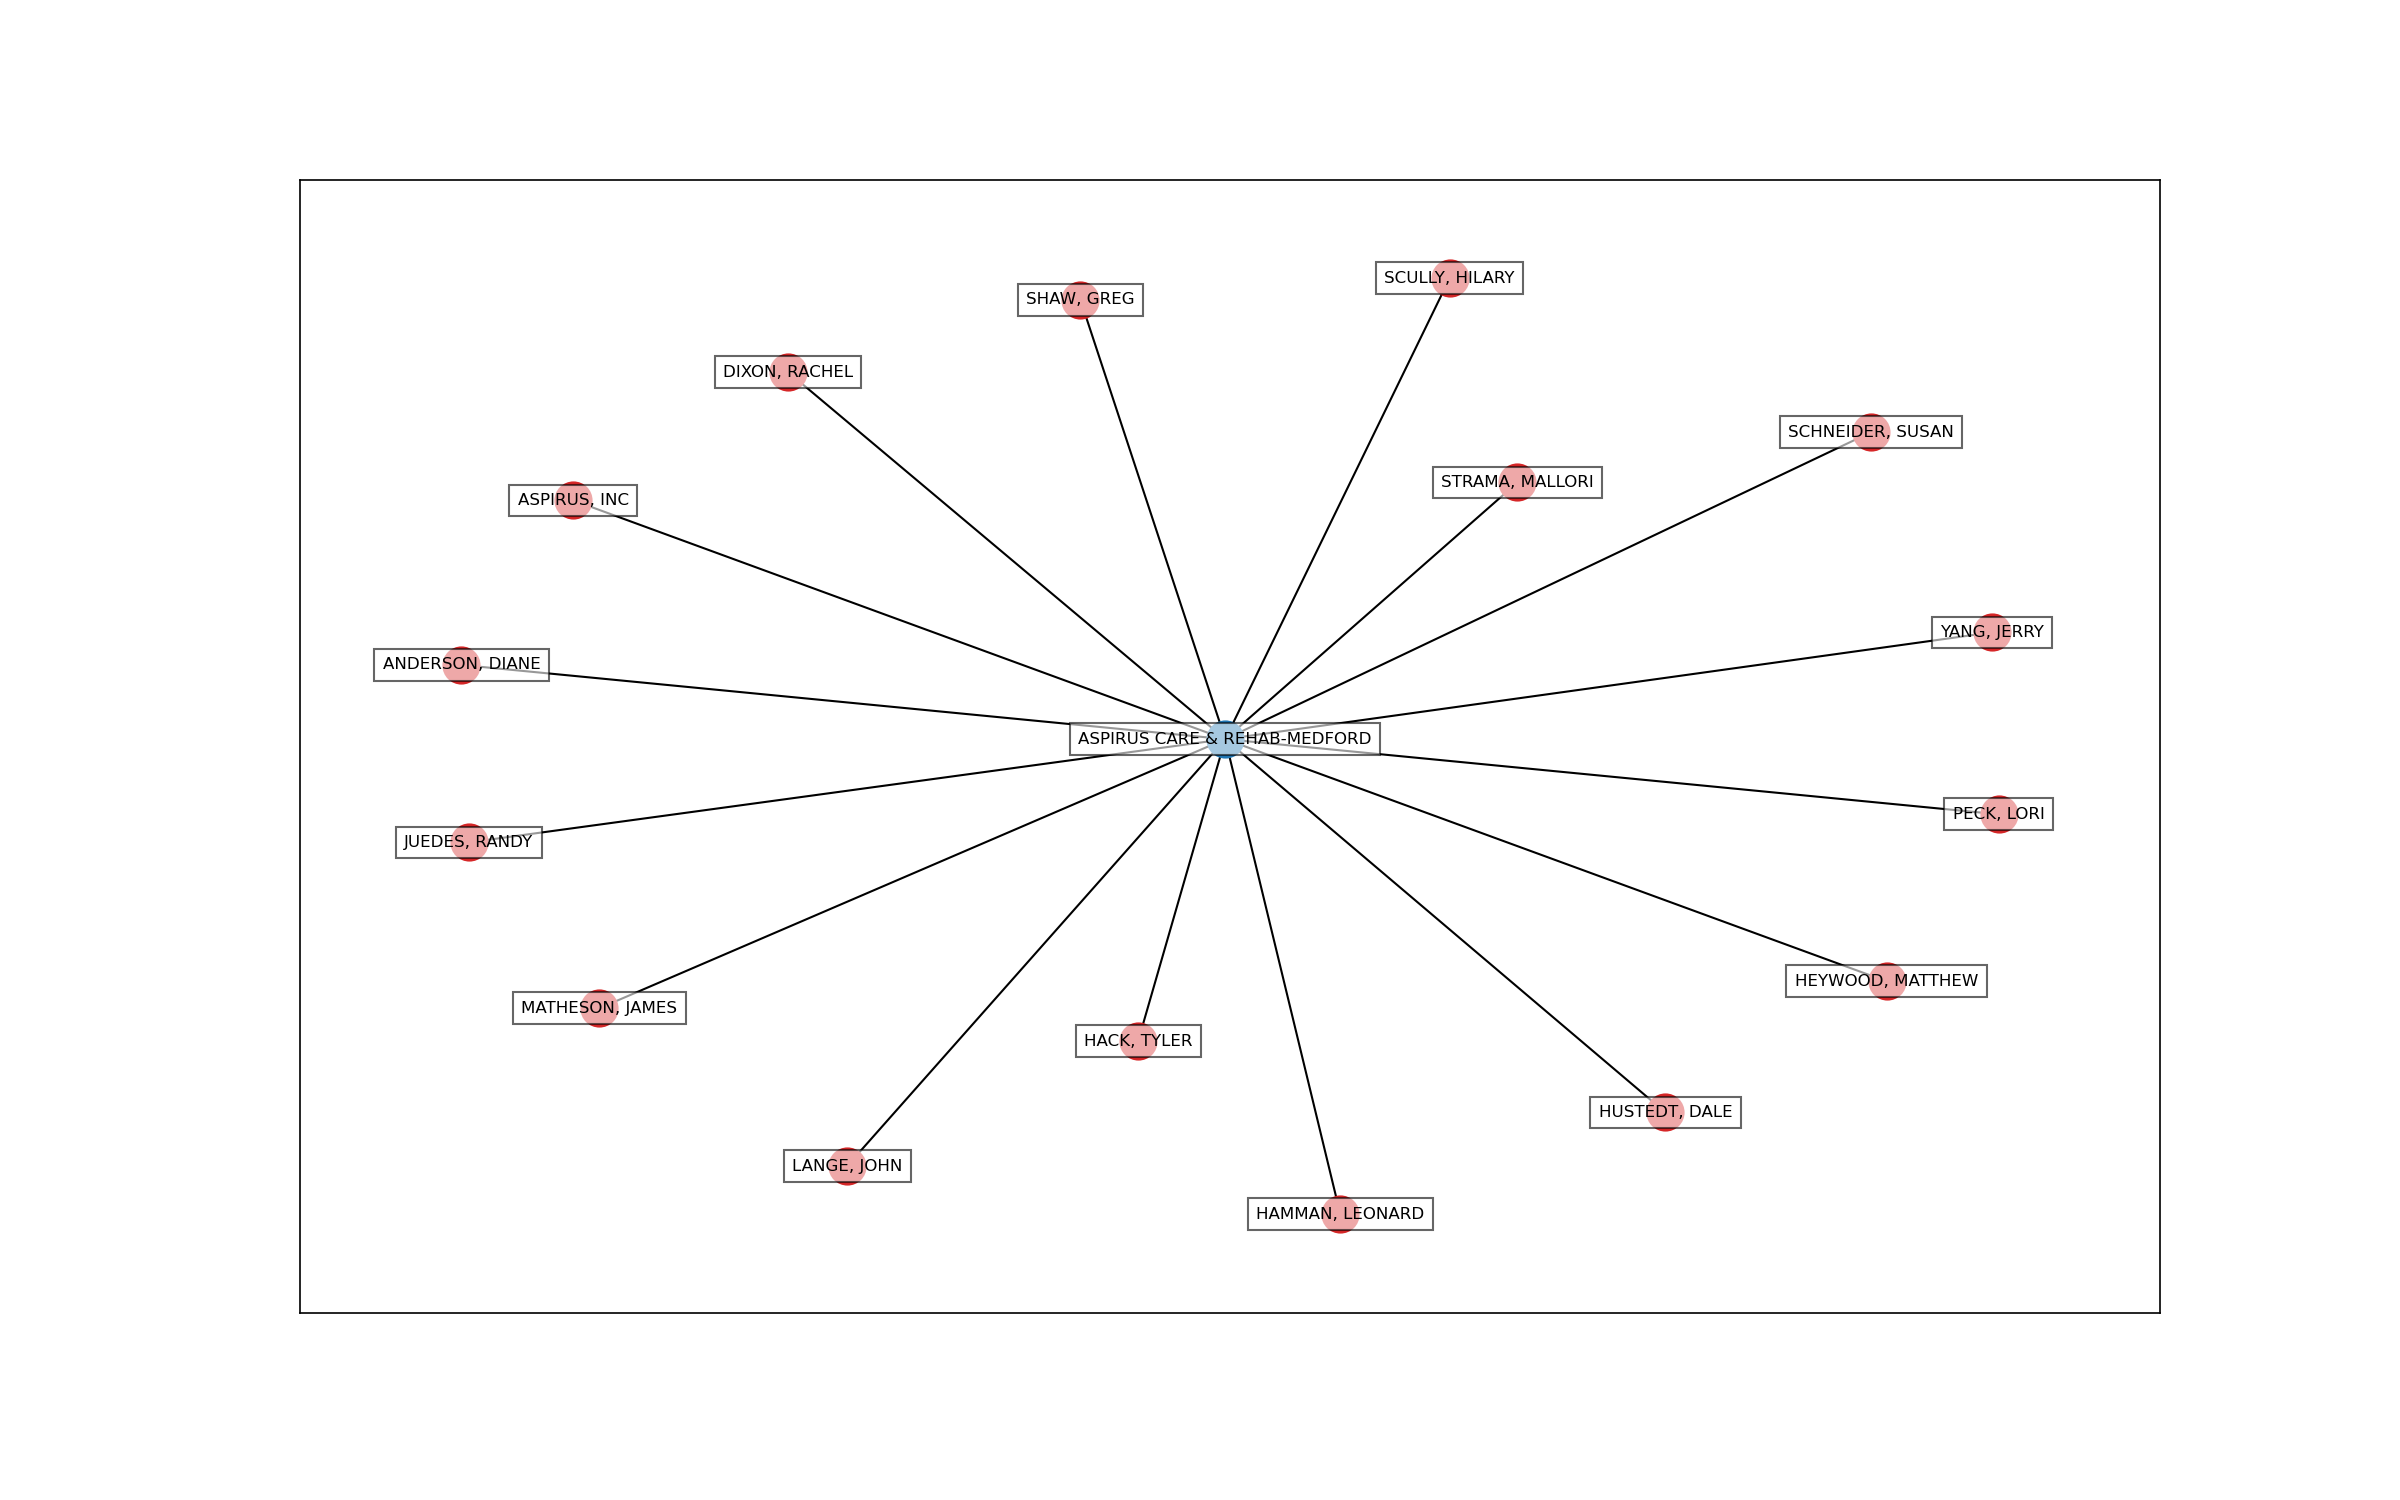 SCULLY, HILARY
SHAW, GREG
DIXON, RACHEL
SCHNEIDER, SUSAN
STRAMA, MALLORI
ASPIRUS, INC
YANG, JERRY
ANDERSON, DIANE
ASPIRUS CARE & REHAB-MEDFORD
PECK, LORI
JUEDES, RANDY
HEYWOOD, MATTHEW
MATHESON, JAMES
HACK, TYLER
HUSTEDT, DALE
LANGE, JOHN
HAMMAN, LEONARD